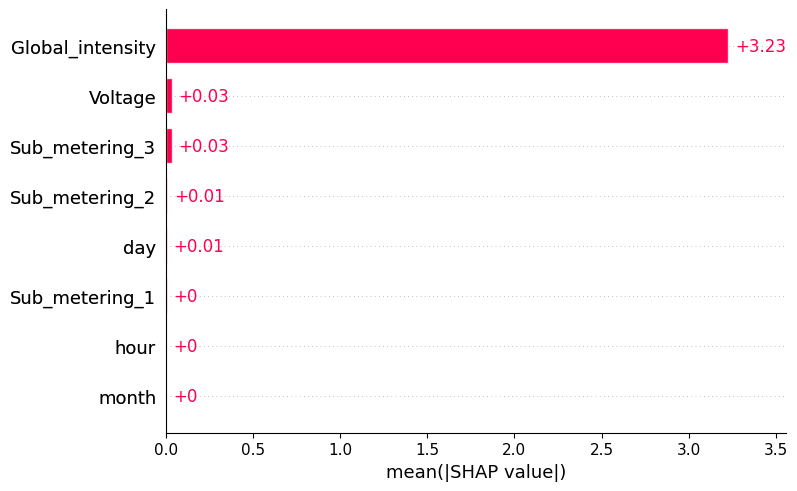 Global_intensity +3.23
Voltage +0.03
Sub_metering_3 +0.03
Sub_metering_2 +0.01
day +0.01
Sub_metering_1 +0
hour +0
month +0
0.0 0.5 1.0 1.5 2.0 2.5 3.0 3.5
mean(|SHAP value|)